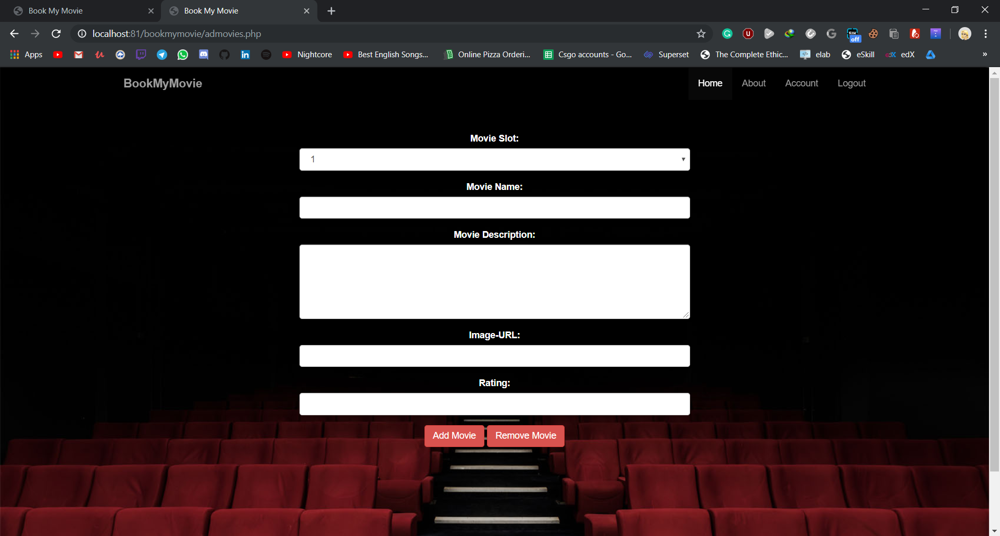 Book My Movie
Book My Movie
localhost:81/bookmymovie/admovies.php
off
Apps
Nightcore
Best English Songs...
Online Pizza Orderi...
Csgo accounts - Go...
Superset
The Complete Ethic...
elab
eSkill
edX
»
BookMyMovie
Home
About
Account
Logout
Movie Slot:
1
Movie Name:
Movie Description:
Image-URL:
Rating:
Add Movie
Remove Movie